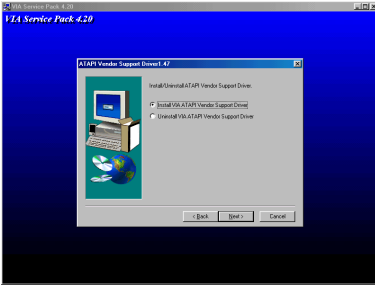 VIA Service Pack 4.20
VIA Service Pack 4.20
ATAPI Vendor Support Driver1.47
Install/Uninstall ATAPI Vendor Support Driver.
Install VIA ATAPI Vendor Support Driver
Uninstall VIA ATAPI Vendor Support Driver
< Back
Next >
Cancel